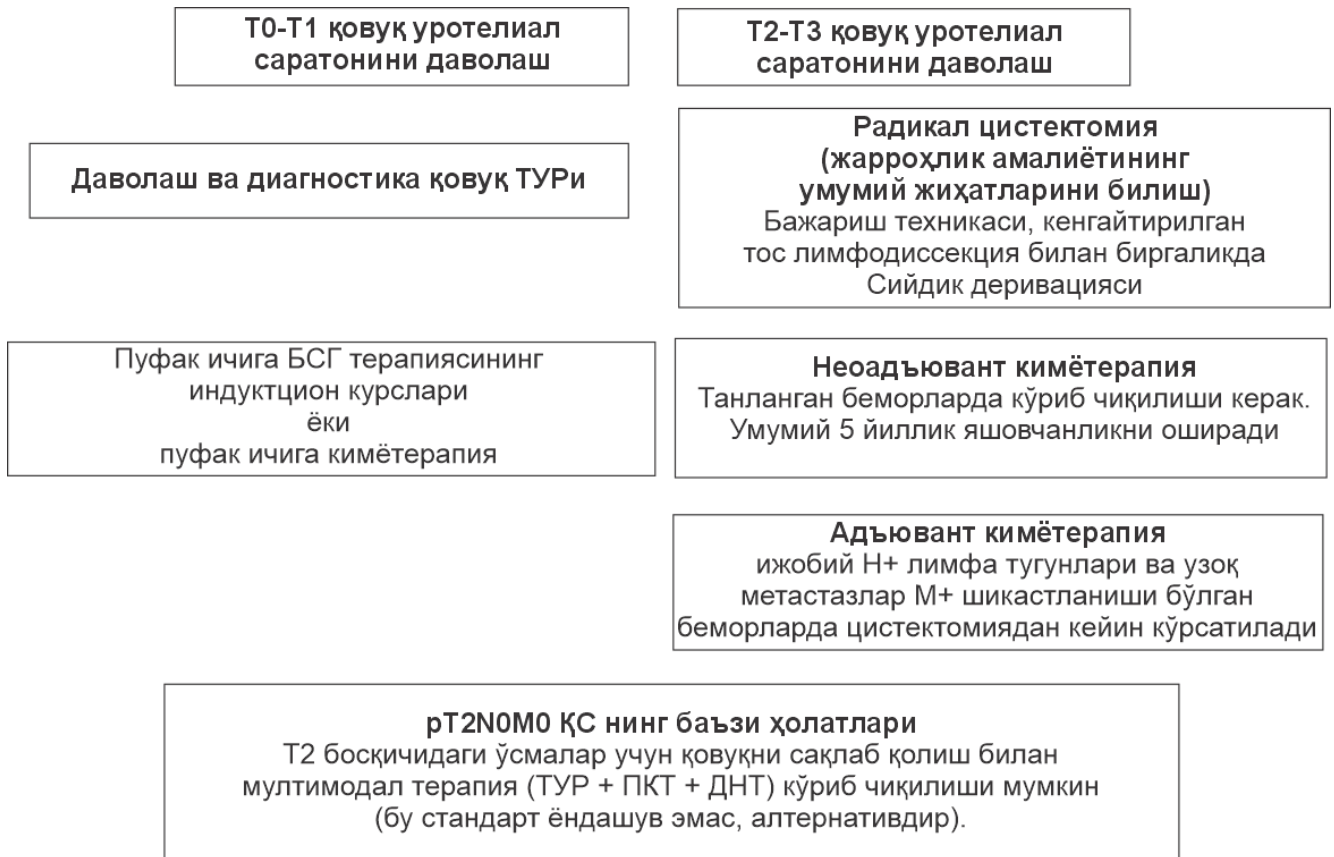 Т0-Т1 қовуқ уротелиал
саратонини даволаш
Т2-Т3 қовуқ уротелиал
саратонини даволаш
Даволаш ва диагностика қовуқ ТУРи
Радикал цистектомия
(жарроҳлик амалиётининг
умумий жиҳатларини билиш)
Бажариш техникаси, кенгайтирилган
тос лимфодиссекция билан биргаликда
Сийдик деривацияси
Пуфак ичига БСГ терапиясининг
индуктцион курслари
ёки
пуфак ичига кимётерапия
Неоадъювант кимётерапия
Танланган беморларда кўриб чиқилиши керак.
Умумий 5 йиллик яшовчанликни оширади
Адъювант кимётерапия
ижобий Н+ лимфа тугунлари ва узоқ
метастазлар М+ шикастланиши бўлган
беморларда цистектомиядан кейин кўрсатилади
рТ2N0М0 ҚС нинг баъзи ҳолатлари
Т2 босқичидаги ўсмалар учун қовуқни сақлаб қолиш билан
мултимодал терапия (ТУР + ПКТ + ДНТ) кўриб чиқилиши мумкин
(бу стандарт ёндашув эмас, алтернативдир).